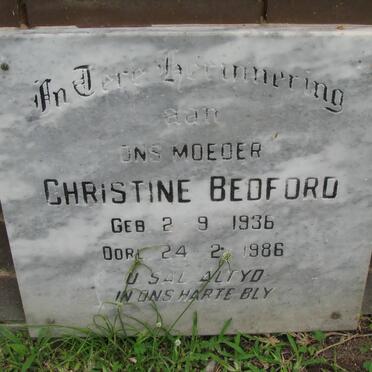 In Tere Herinnering
aan
ONS MOEDER
CHRISTINE BEDFORD
GEB 2 9 1936
OORL 24 2 1986
U SAL ALTYD
IN ONS HARTE BLY